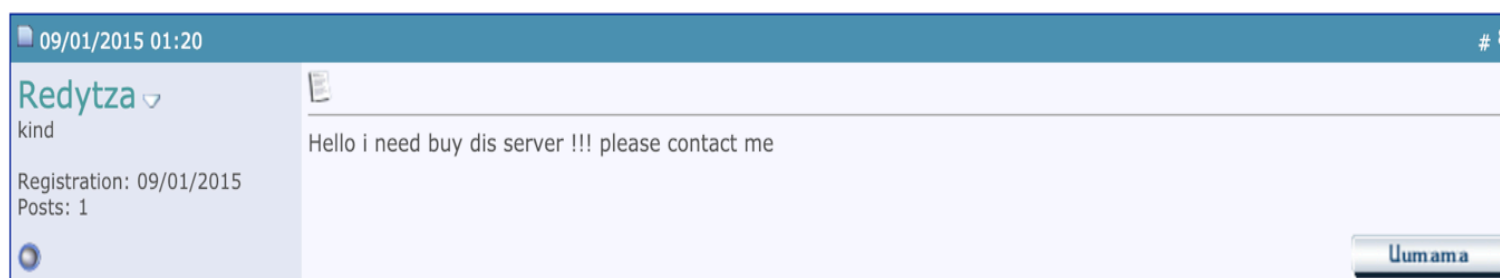 09/01/2015 01:20
#
Redytza
kind
Hello i need buy dis server !!! please contact me
Registration: 09/01/2015
Posts: 1
Uumama